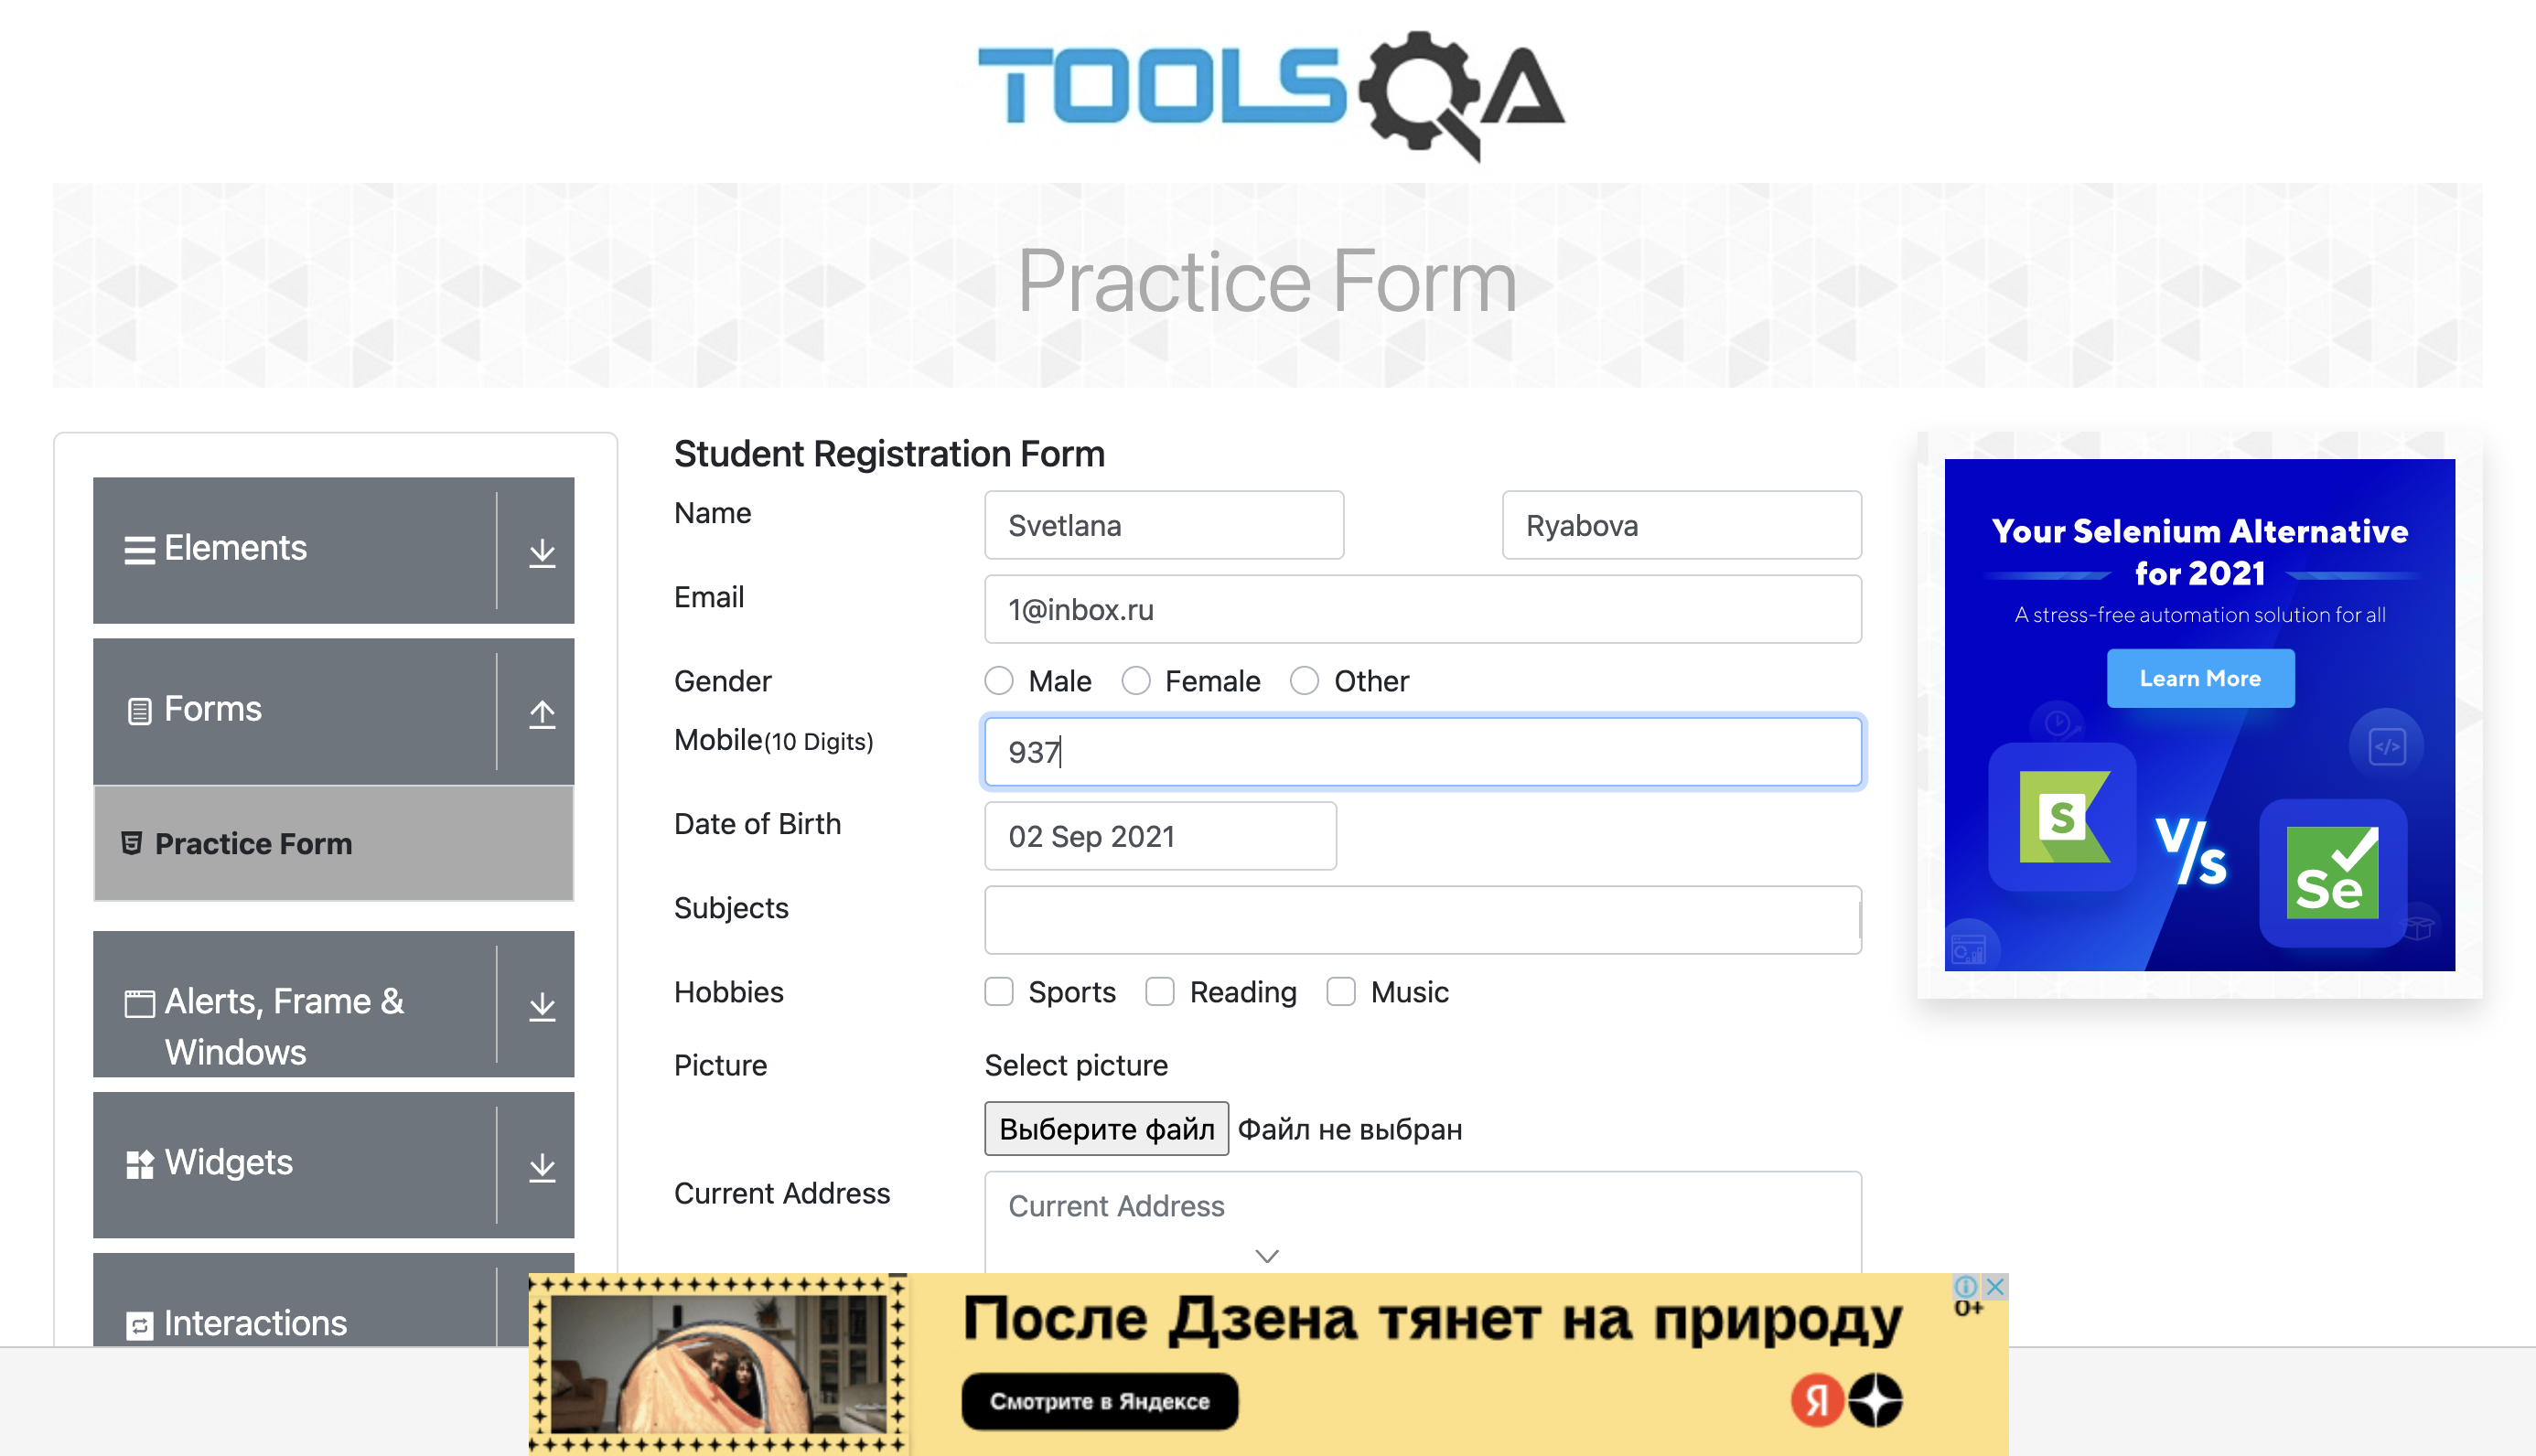 TOOLSQA
Practice Form
Elements
Forms
Practice Form
Alerts, Frame &
Windows
Widgets
Interactions
Student Registration Form
Name
Svetlana
Ryabova
Email
1@inbox.ru
Gender
Male
Female
Other
Mobile(10 Digits)
937
Date of Birth
02 Sep 2021
Subjects
Hobbies
Sports
Reading
Music
Picture
Select picture
Выберите файл Файл не выбран
Current Address
Current Address
Your Selenium Alternative
for 2021
A stress-free automation solution for all
Learn More
S
V/s
Se
После Дзена тянет на природу
0+
Смотрите в Яндексе
Я